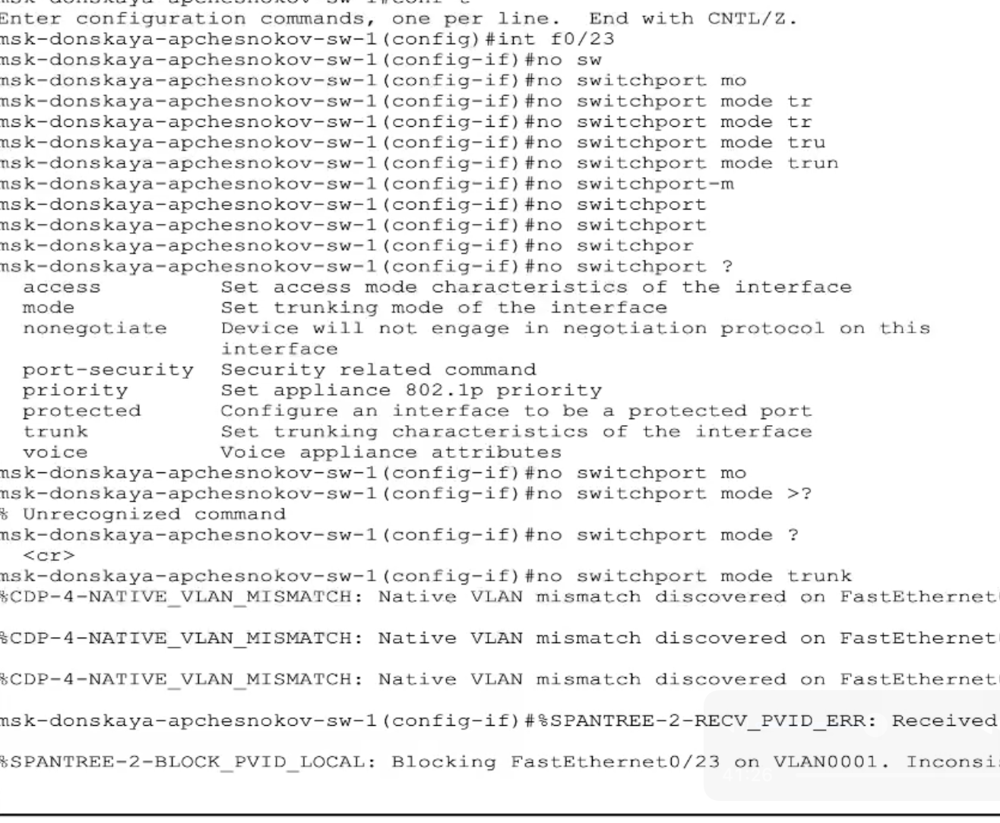 Enter configuration commands, one per line.  End with CNTL/Z.
msk-donskaya-apchesnokov-sw-1(config)#int f0/23
msk-donskaya-apchesnokov-sw-1(config-if)#no sw
msk-donskaya-apchesnokov-sw-1(config-if)#no switchport mo
msk-donskaya-apchesnokov-sw-1(config-if)#no switchport mode tr
msk-donskaya-apchesnokov-sw-1(config-if)#no switchport mode tr
msk-donskaya-apchesnokov-sw-1(config-if)#no switchport mode tru
msk-donskaya-apchesnokov-sw-1(config-if)#no switchport mode trun
msk-donskaya-apchesnokov-sw-1(config-if)#no switchport-m
msk-donskaya-apchesnokov-sw-1(config-if)#no switchport
msk-donskaya-apchesnokov-sw-1(config-if)#no switchport
msk-donskaya-apchesnokov-sw-1(config-if)#no switchpor
msk-donskaya-apchesnokov-sw-1(config-if)#no switchport ?
access Set access mode characteristics of the interface
mode Set trunking mode of the interface
nonegotiate Device will not engage in negotiation protocol on this
interface
port-security Security related command
priority Set appliance 802.1p priority
protected Configure an interface to be a protected port
trunk Set trunking characteristics of the interface
voice Voice appliance attributes
msk-donskaya-apchesnokov-sw-1(config-if)#no switchport mo
msk-donskaya-apchesnokov-sw-1(config-if)#no switchport mode >?
% Unrecognized command
msk-donskaya-apchesnokov-sw-1(config-if)#no switchport mode ?
<cr>
msk-donskaya-apchesnokov-sw-1(config-if)#no switchport mode trunk
%CDP-4-NATIVE_VLAN_MISMATCH: Native VLAN mismatch discovered on FastEthernet
%CDP-4-NATIVE_VLAN_MISMATCH: Native VLAN mismatch discovered on FastEthernet
%CDP-4-NATIVE_VLAN_MISMATCH: Native VLAN mismatch discovered on FastEthernet
msk-donskaya-apchesnokov-sw-1(config-if)#%SPANTREE-2-RECV_PVID_ERR: Received
%SPANTREE-2-BLOCK_PVID_LOCAL: Blocking FastEthernet0/23 on VLAN0001. Inconsi
41:26